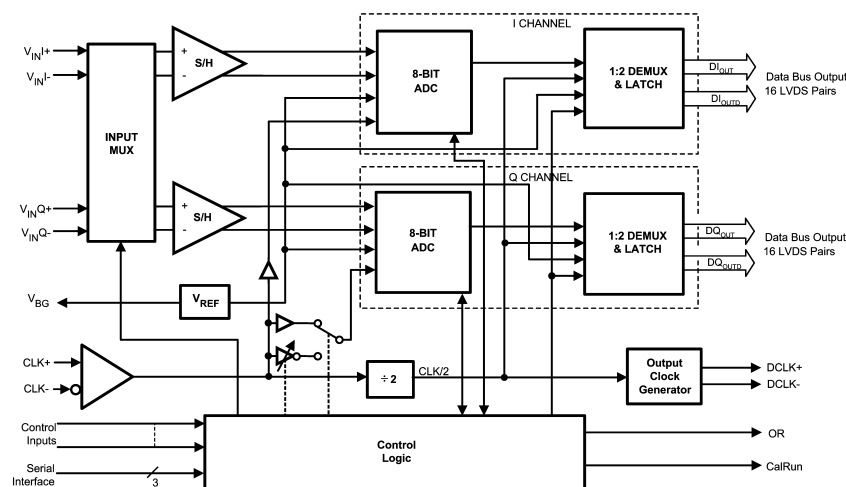 I CHANNEL
V_IN I+
V_IN I-
INPUT
MUX
+
S/H
-
8-BIT
ADC
1:2 DEMUX
& LATCH
DI_OUT
DI_OUTD
Data Bus Output
16 LVDS Pairs
Q CHANNEL
V_IN Q+
V_IN Q-
+
S/H
-
8-BIT
ADC
1:2 DEMUX
& LATCH
DQ_OUT
DQ_OUTD
Data Bus Output
16 LVDS Pairs
V_BG
V_REF
CLK+
CLK-
÷ 2
CLK/2
Output
Clock
Generator
DCLK+
DCLK-
Control
Inputs
Serial
Interface
3
Control
Logic
OR
CalRun